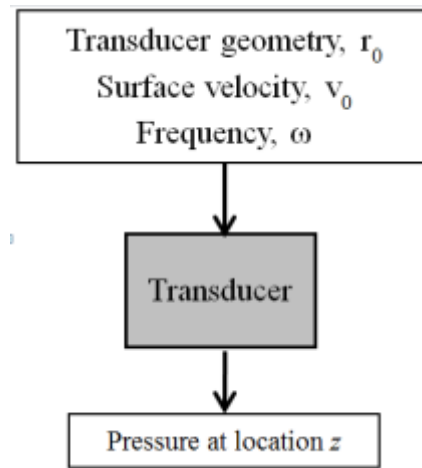 Transducer geometry, r₀
Surface velocity, v₀
Frequency, ω
Transducer
Pressure at location z